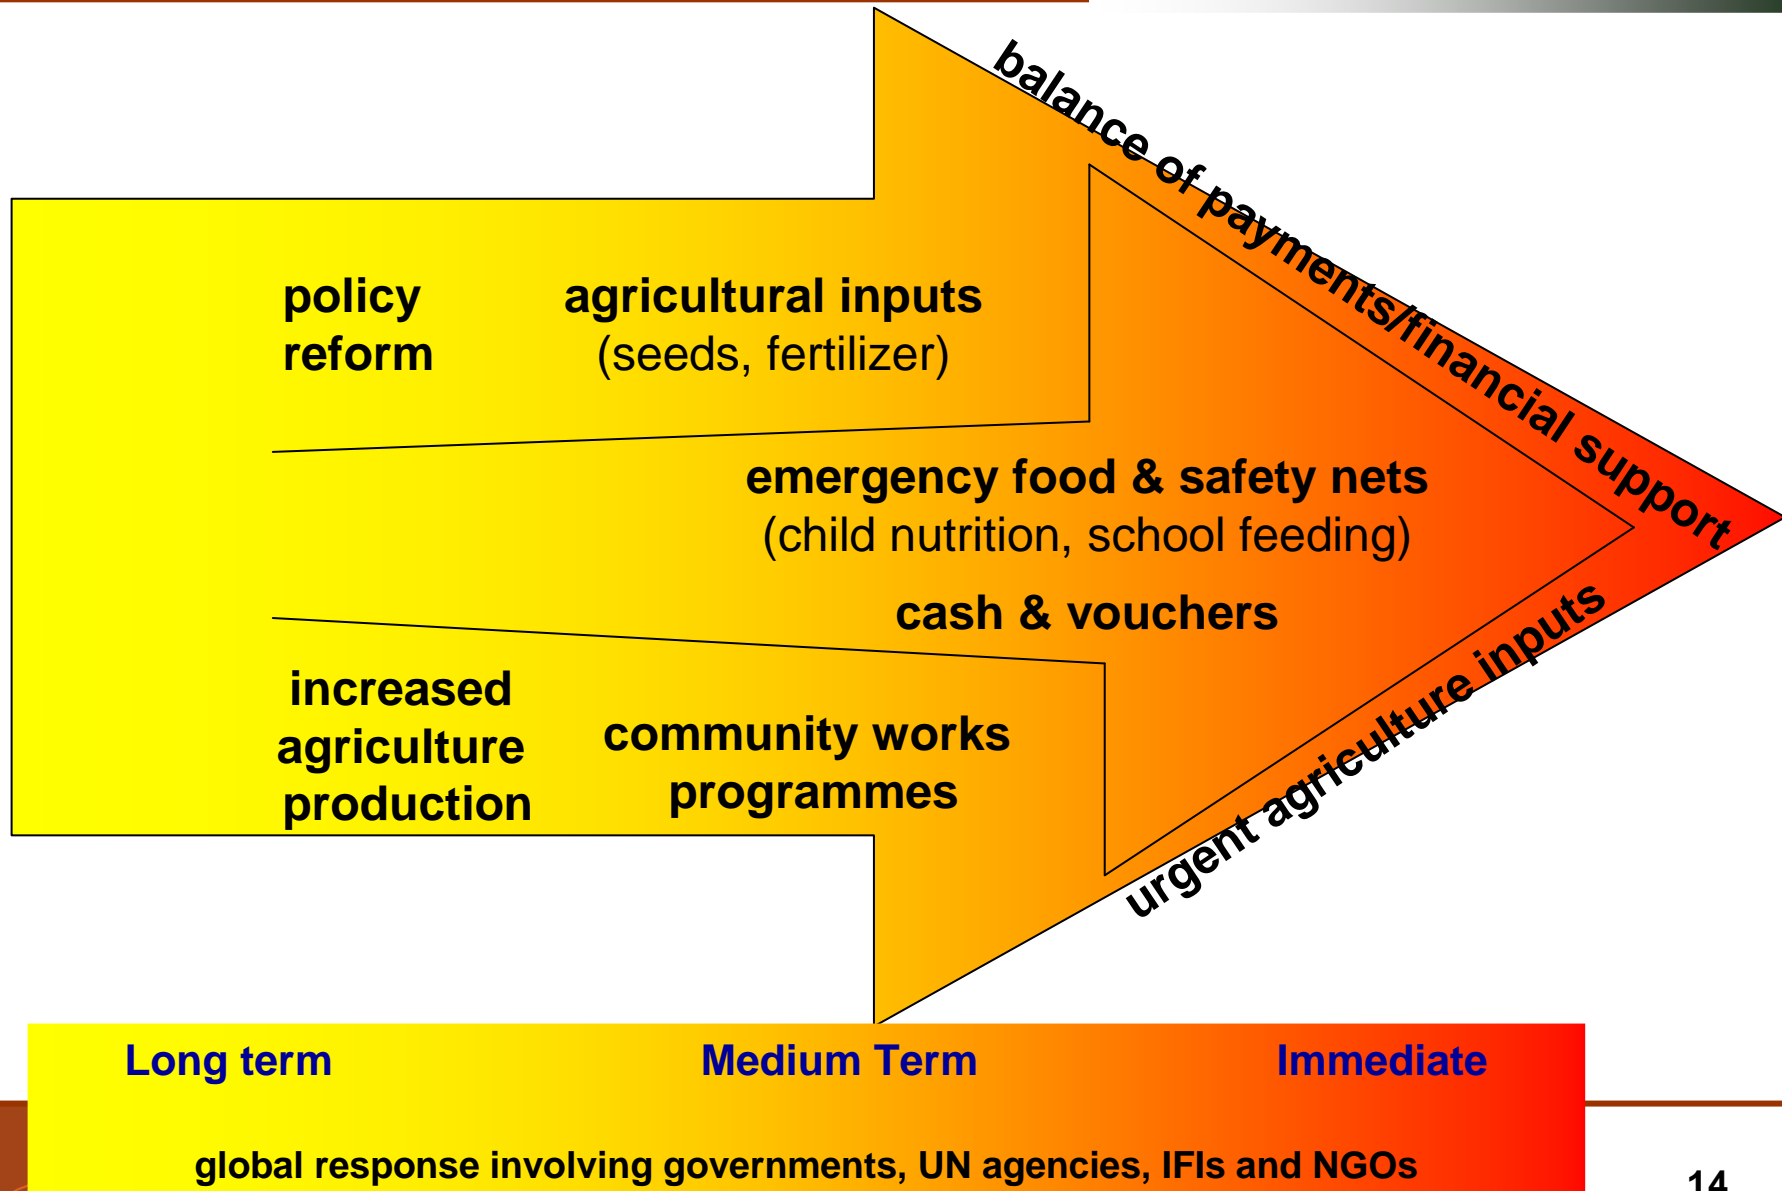 balance of payments/financial support
policy
reform
agricultural inputs
(seeds, fertilizer)
emergency food & safety nets
(child nutrition, school feeding)
cash & vouchers
increased
agriculture
production
community works
programmes
urgent agriculture inputs
Long term
Medium Term
Immediate
global response involving governments, UN agencies, IFIs and NGOs
14